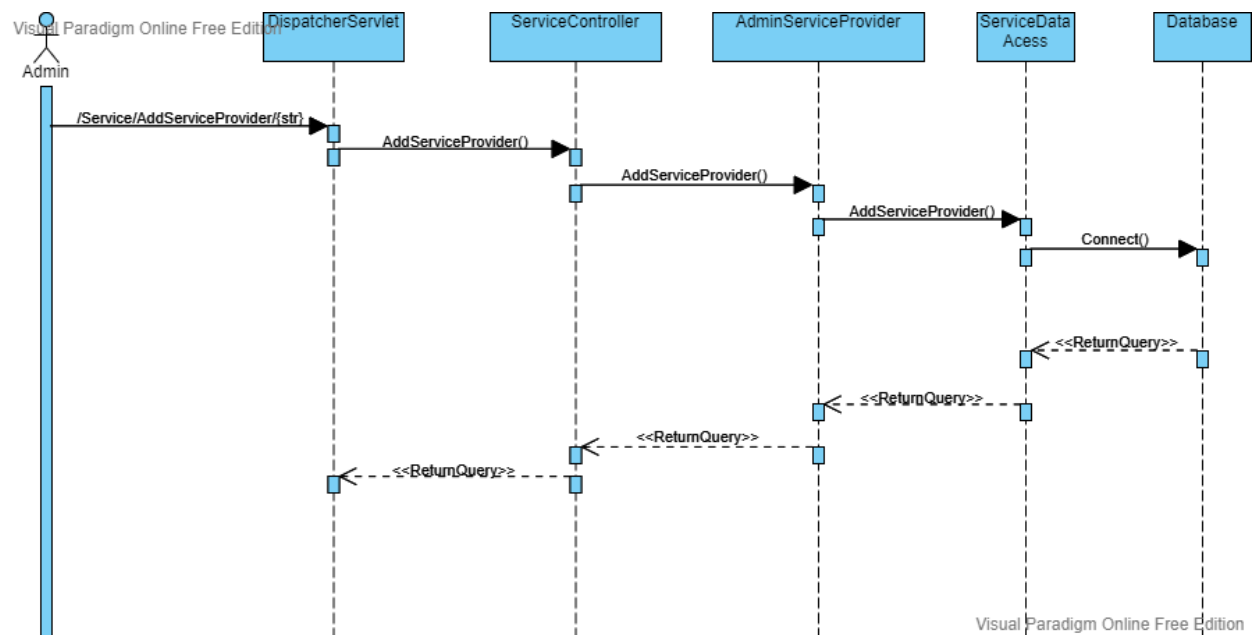 Visual Paradigm Online Free Edition
Admin
DispatcherServlet
ServiceController
AdminServiceProvider
ServiceData
Acess
Database
/Service/AddServiceProvider/{str}
AddServiceProvider()
AddServiceProvider()
AddServiceProvider()
Connect()
<<ReturnQuery>>
<<ReturnQuery>>
<<ReturnQuery>>
<<ReturnQuery>>
Visual Paradigm Online Free Edition